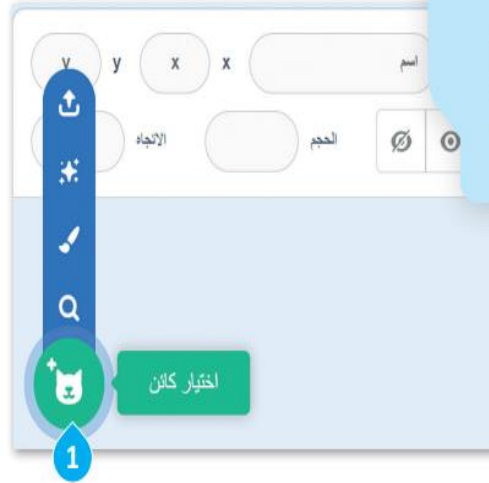 اسم x x y y
الحجم الاتجاه
اختيار كائن
1